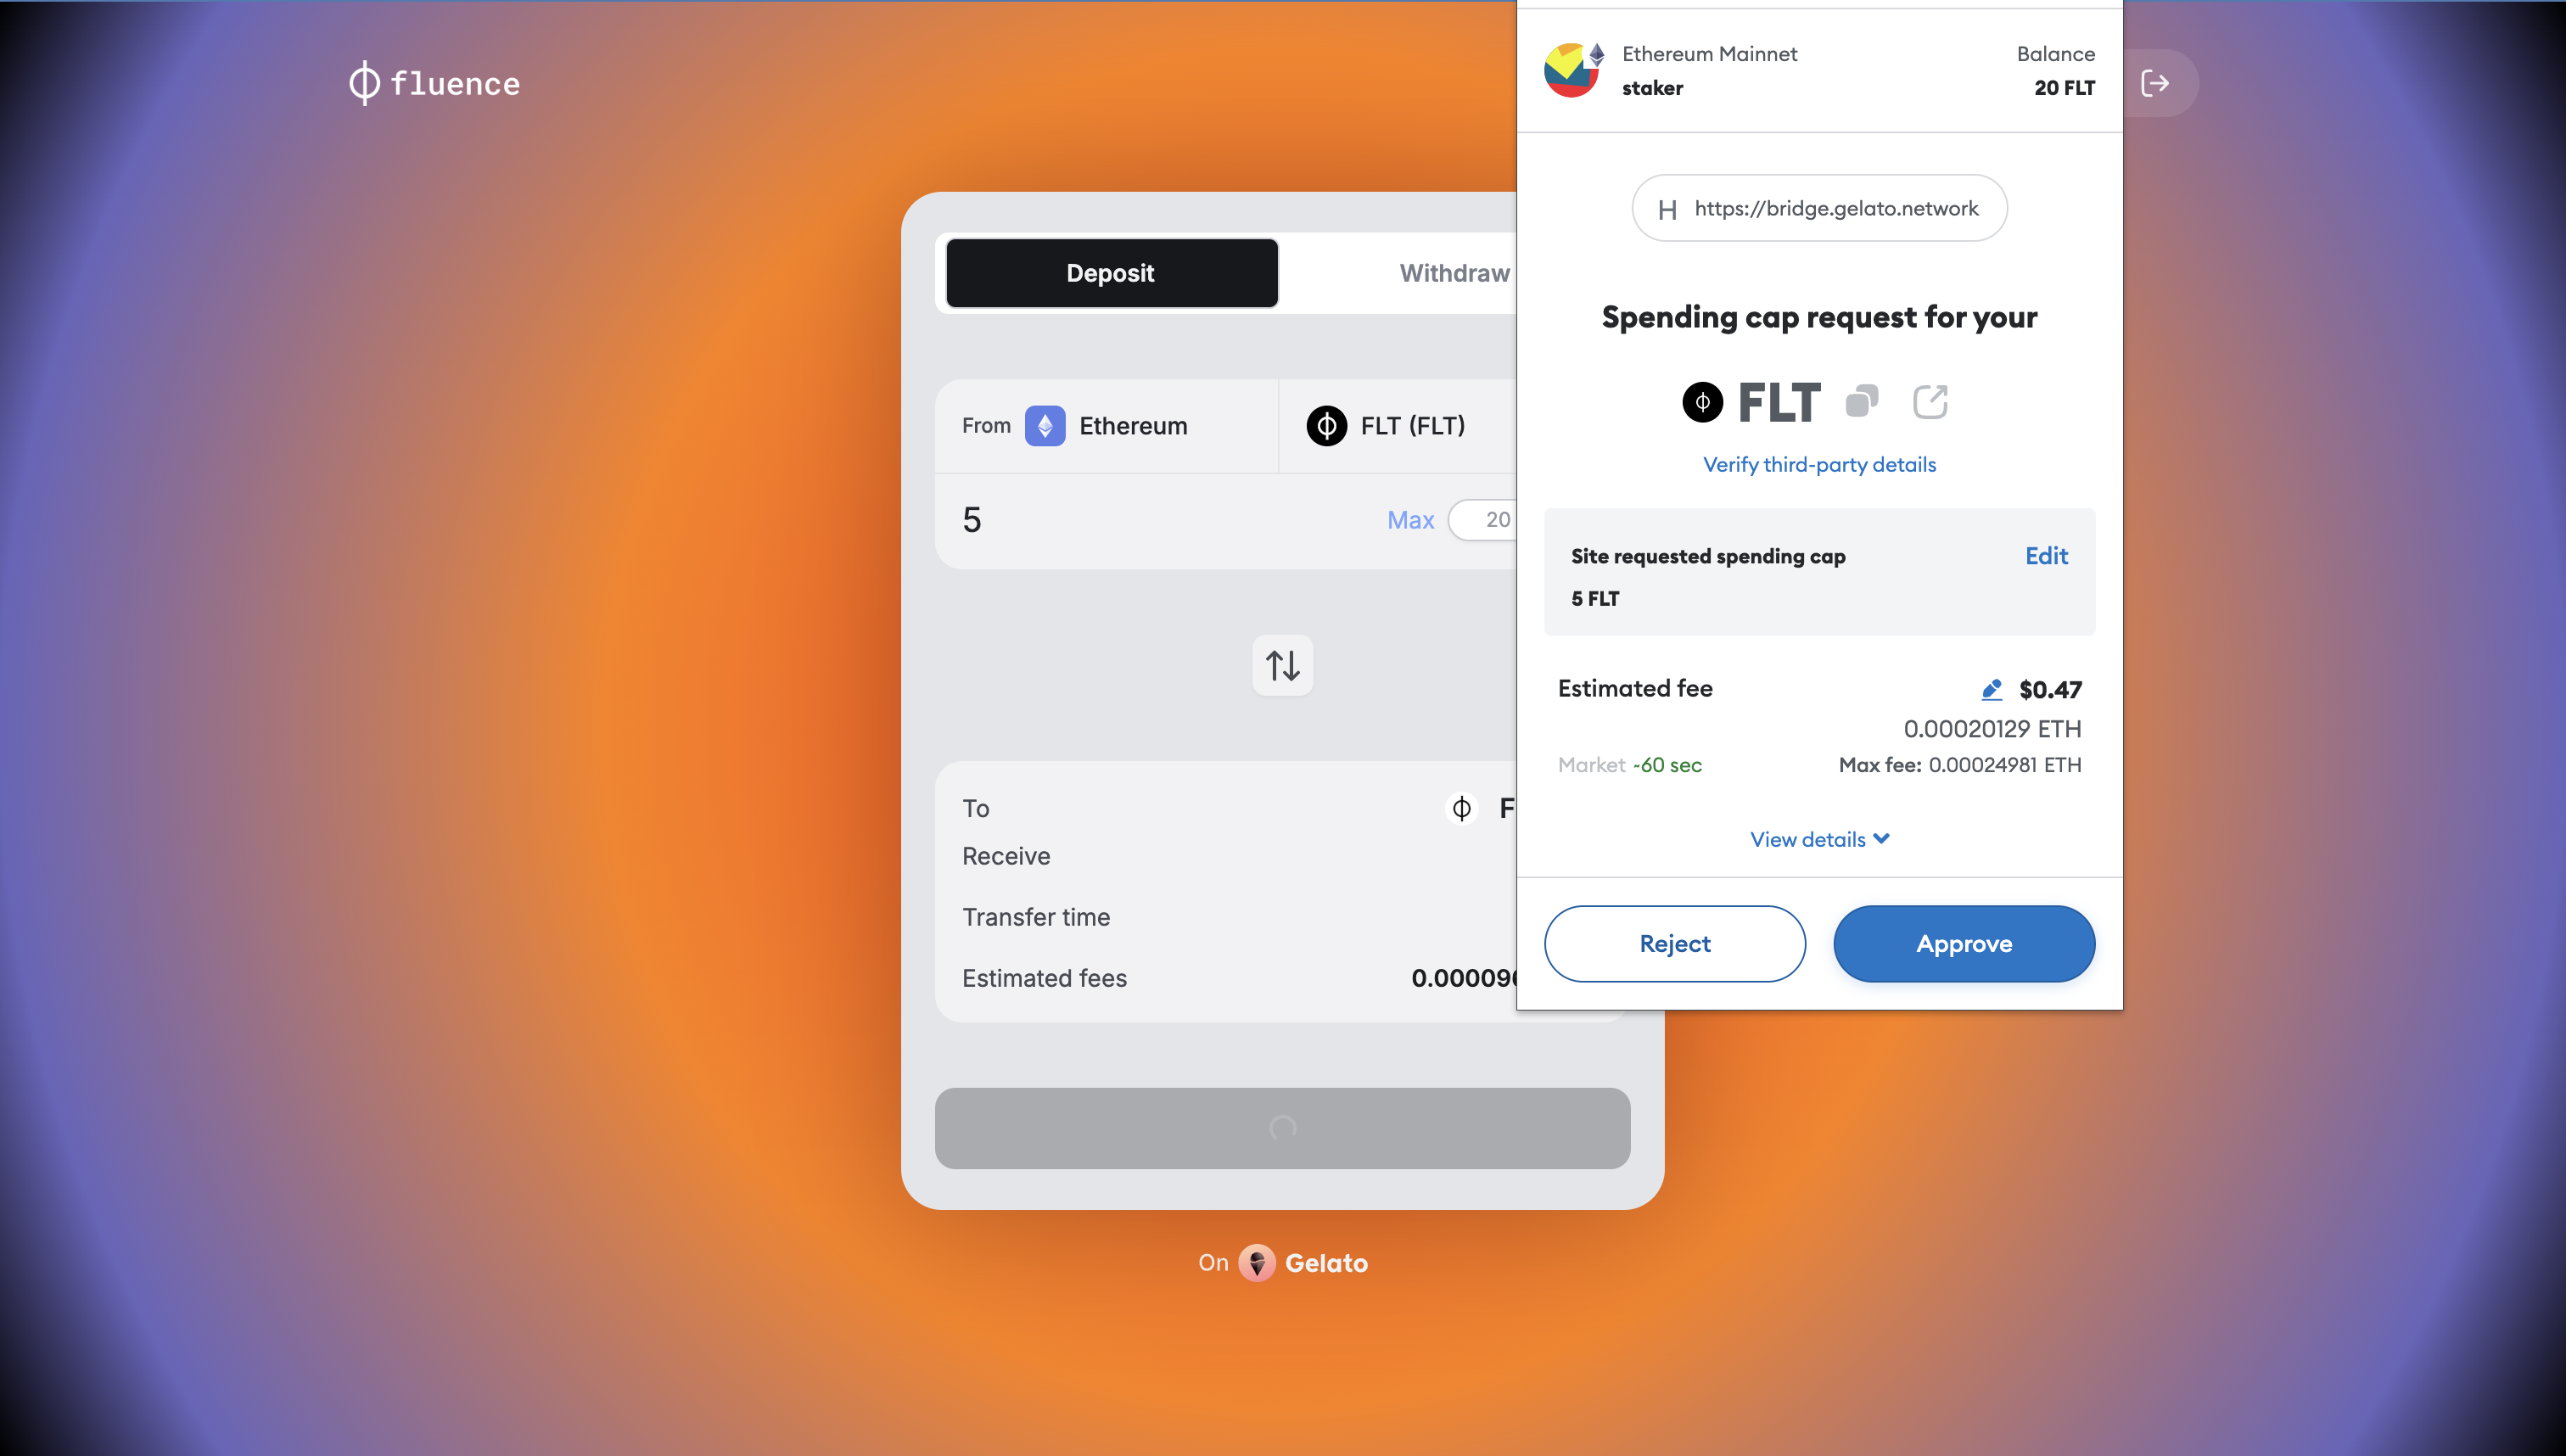 fluence
Deposit
Withdraw
From
Ethereum
FLT (FLT)
5
Max
20
To
Receive
Transfer time
Estimated fees
On
Gelato
Ethereum Mainnet
Balance
staker
20 FLT
H
https://bridge.gelato.network
Spending cap request for your
FLT
Verify third-party details
Site requested spending cap
Edit
5 FLT
Estimated fee
$0.47
0.00020129 ETH
Market ~60 sec
Max fee: 0.00024981 ETH
View details
Reject
Approve